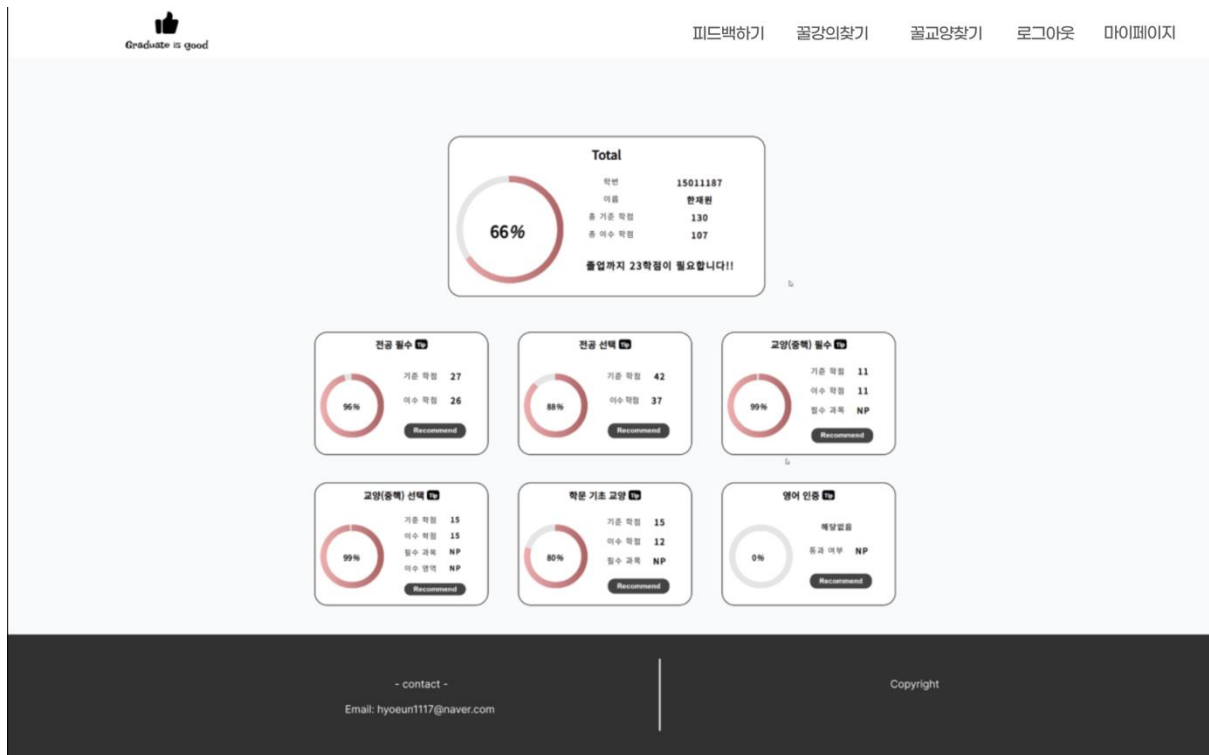 Graduate is good
피드백하기 꿀강의찾기 꿀교양찾기 로그아웃 마이페이지
Total
66%
학번 15011187
이름 한재원
총 기준 학점 130
총 이수 학점 107
졸업까지 23학점이 필요합니다!!
전공 필수 Tip
96%
기준 학점 27
이수 학점 26
Recommend
전공 선택 Tip
88%
기준 학점 42
이수 학점 37
Recommend
교양(중핵) 필수 Tip
99%
기준 학점 11
이수 학점 11
필수 과목 NP
Recommend
교양(중핵) 선택 Tip
99%
기준 학점 15
이수 학점 15
필수 과목 NP
이수 영역 NP
Recommend
학문 기초 교양 Tip
80%
기준 학점 15
이수 학점 12
필수 과목 NP
Recommend
영어 인증 Tip
0%
해당없음
통과 여부 NP
Recommend
- contact -
Email: hyoeun1117@naver.com
Copyright